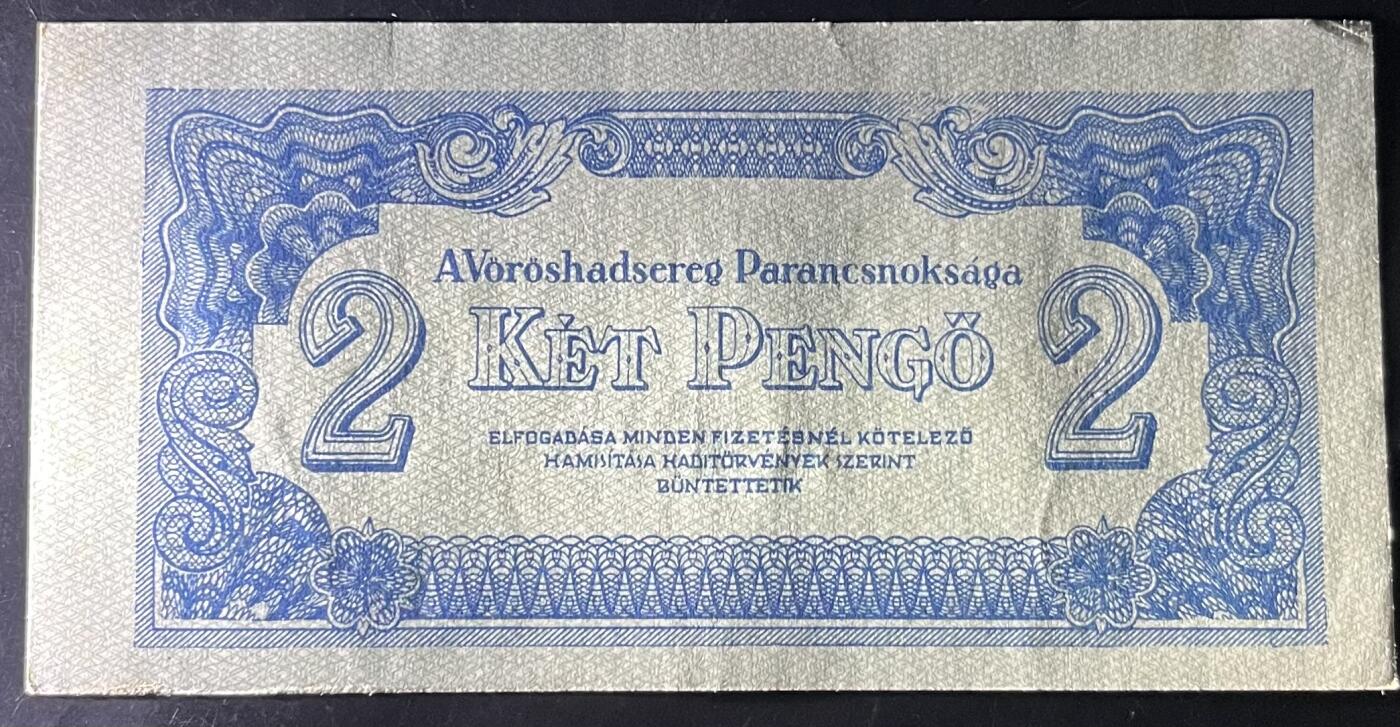 A Vöröshadsereg Parancsnoksága
2 KÉT PENGŐ 2
ELFOGADÁSA MINDEN FIZETÉSNÉL KÖTELEZŐ
HAMISÍTÁSA HADITÖRVÉNYEK SZERINT
BÜNTETTETIK